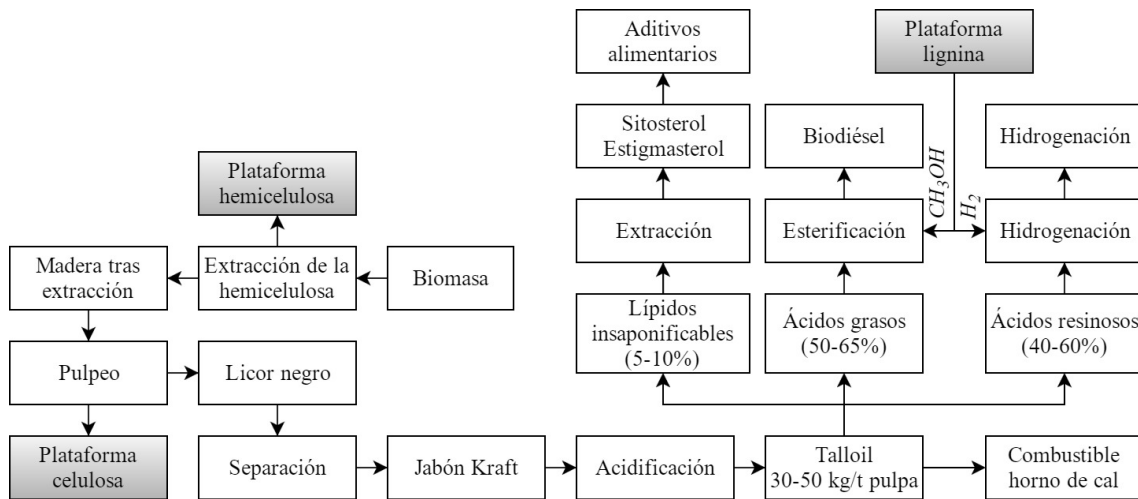 Aditivos
alimentarios
Plataforma
lignina
Sitosterol
Estigmasterol
Biodiésel
Hidrogenación
CH₃OH
H₂
Plataforma
hemicelulosa
Extracción
Esterificación
Hidrogenación
Madera tras
extracción
Extracción de la
hemicelulosa
Biomasa
Lípidos
insaponificables
(5-10%)
Ácidos grasos
(50-65%)
Ácidos resinosos
(40-60%)
Pulpeo
Licor negro
Plataforma
celulosa
Separación
Jabón Kraft
Acidificación
Talloil
30-50 kg/t pulpa
Combustible
horno de cal